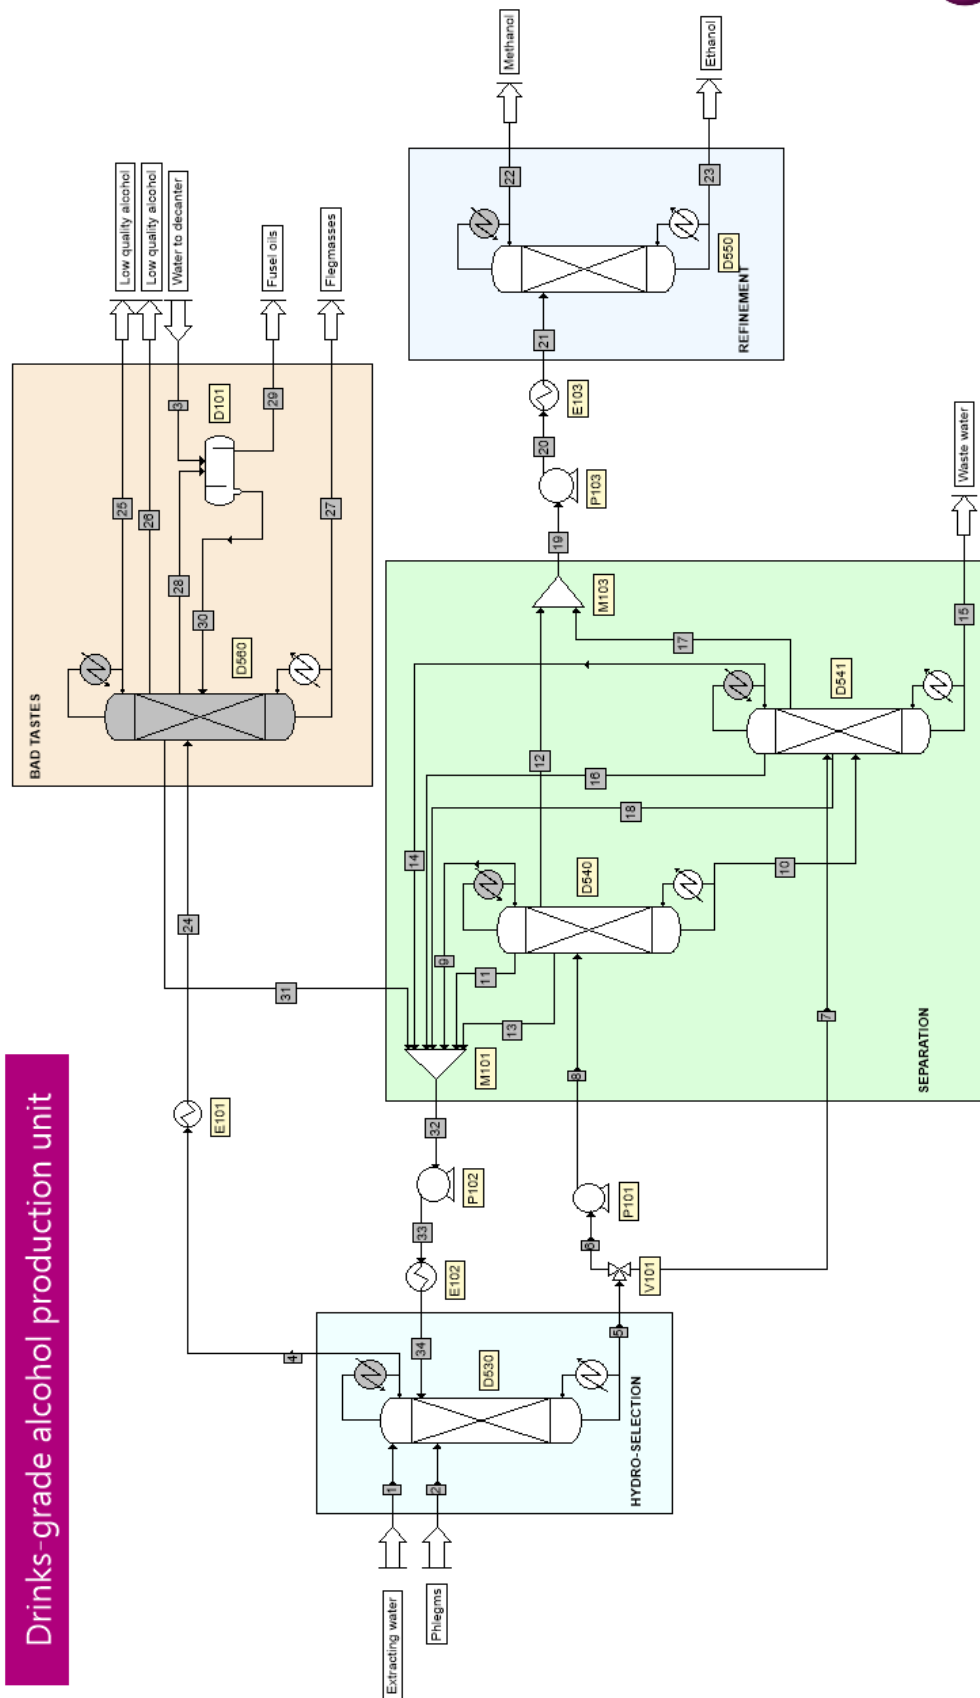 Drinks-grade alcohol production unit
Extracting water
Phlegms
1
2
HYDRO-SELECTION
D530
4
5
34
E102
33
P102
32
V101
6
P101
8
7
E101
24
31
SEPARATION
M101
9
11
13
14
D540
12
16
18
10
D541
17
15
Waste water
M103
19
P103
20
E103
21
REFINEMENT
D550
22
23
Methanol
Ethanol
BAD TASTES
D560
25
26
28
30
27
3
D101
29
Low quality alcohol
Low quality alcohol
Water to decanter
Fusel oils
Flegmasses